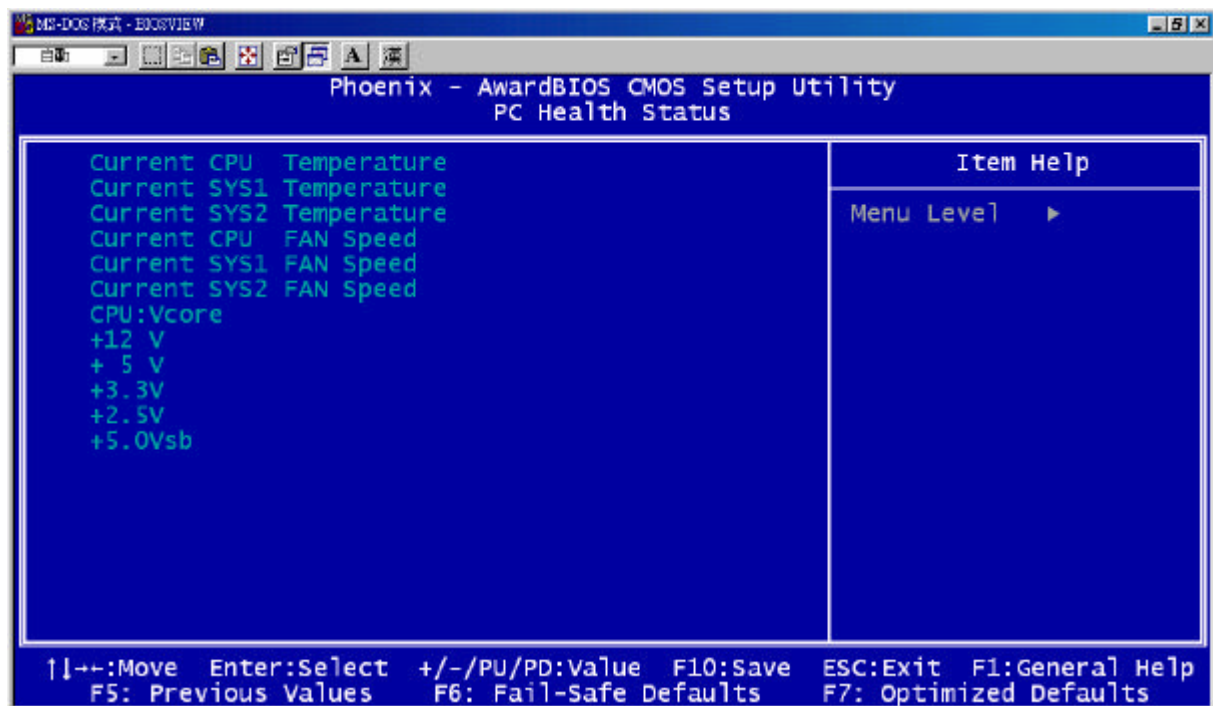 MS-DOS 模式 - BIOSVIEW
自動
A 漢
Phoenix - AwardBIOS CMOS Setup Utility
PC Health Status
Current CPU  Temperature
Current SYS1 Temperature
Current SYS2 Temperature
Current CPU  FAN Speed
Current SYS1 FAN Speed
Current SYS2 FAN Speed
CPU:Vcore
+12 V
+ 5 V
+3.3V
+2.5V
+5.0Vsb
Item Help
Menu Level ▶
↑↓→←:Move  Enter:Select  +/-/PU/PD:Value  F10:Save  ESC:Exit  F1:General Help
F5: Previous Values  F6: Fail-Safe Defaults  F7: Optimized Defaults